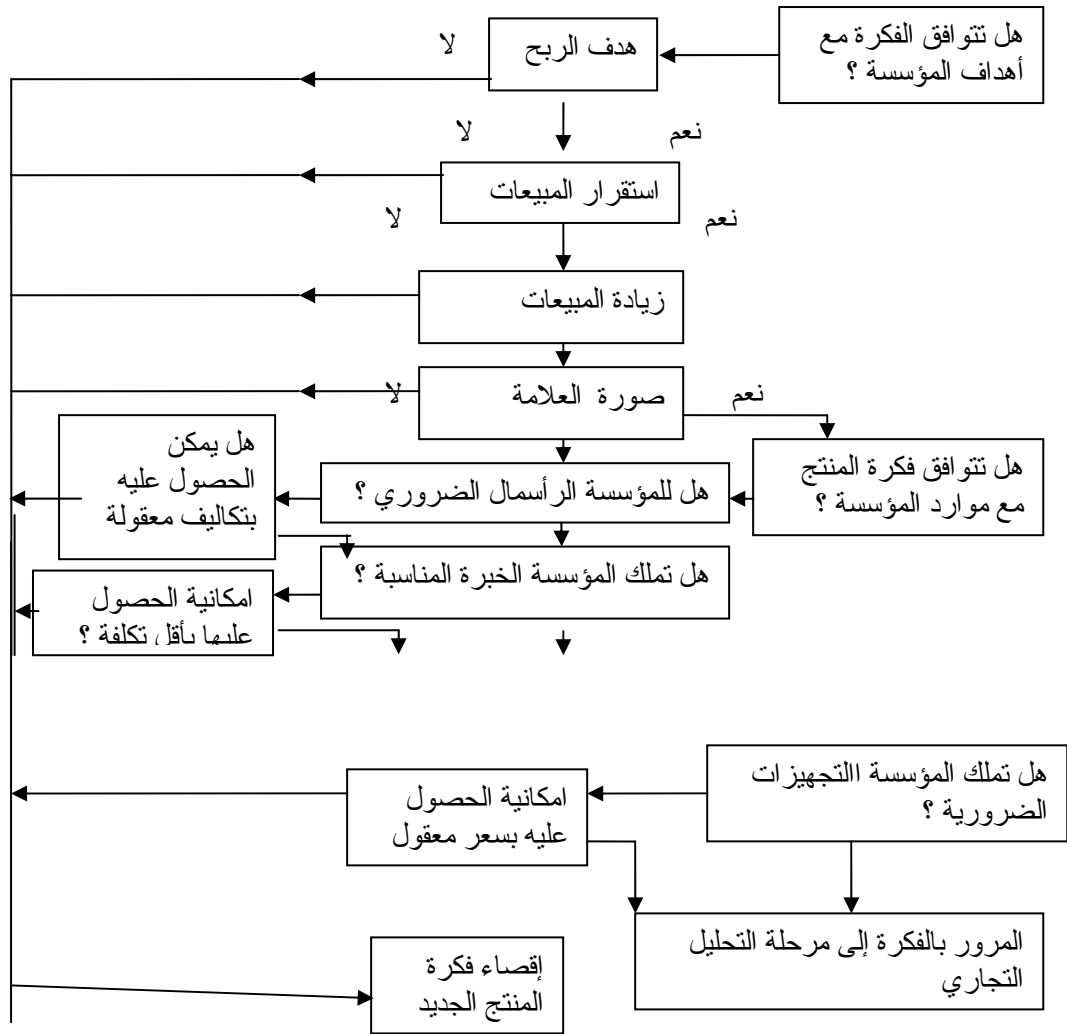 هل تتوافق الفكرة مع
أهداف المؤسسة ؟
هدف الربح
لا
نعم
لا
استقرار المبيعات
نعم
لا
زيادة المبيعات
صورة العلامة
لا
نعم
هل تتوافق فكرة المنتج
مع موارد المؤسسة ؟
هل للمؤسسة الرأسمال الضروري ؟
هل يمكن
الحصول عليه
بتكاليف معقولة
هل تملك المؤسسة الخبرة المناسبة ؟
امكانية الحصول
عليها بأقل تكلفة ؟
هل تملك المؤسسة االتجهيزات
الضرورية ؟
امكانية الحصول
عليه بسعر معقول
المرور بالفكرة إلى مرحلة التحليل
التجاري
إقصاء فكرة
المنتج الجديد